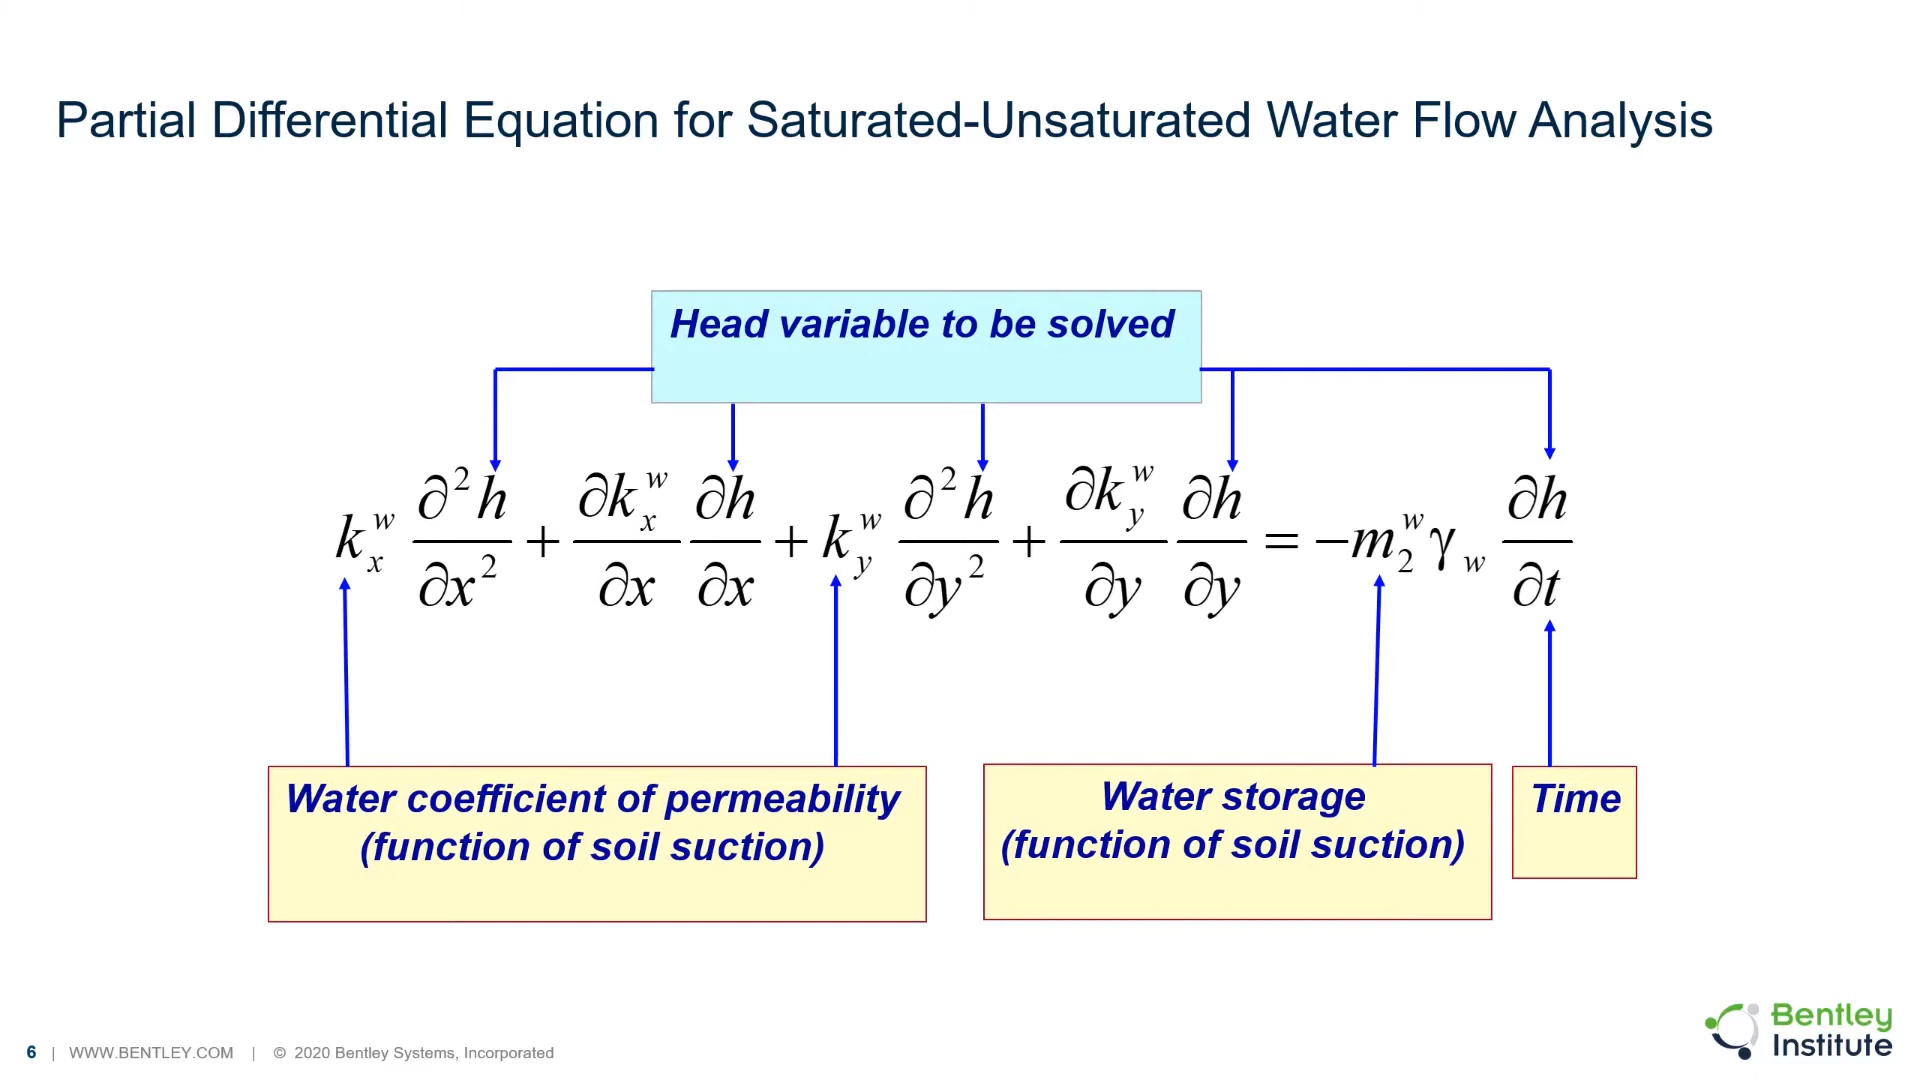 Partial Differential Equation for Saturated-Unsaturated Water Flow Analysis
Head variable to be solved
k_x^w ∂²h/∂x² + ∂k_x^w/∂x ∂h/∂x + k_y^w ∂²h/∂y² + ∂k_y^w/∂y ∂h/∂y = −m_2^w γ_w ∂h/∂t
Water coefficient of permeability
(function of soil suction)
Water storage
(function of soil suction)
Time
6 | WWW.BENTLEY.COM | © 2020 Bentley Systems, Incorporated
Bentley
Institute